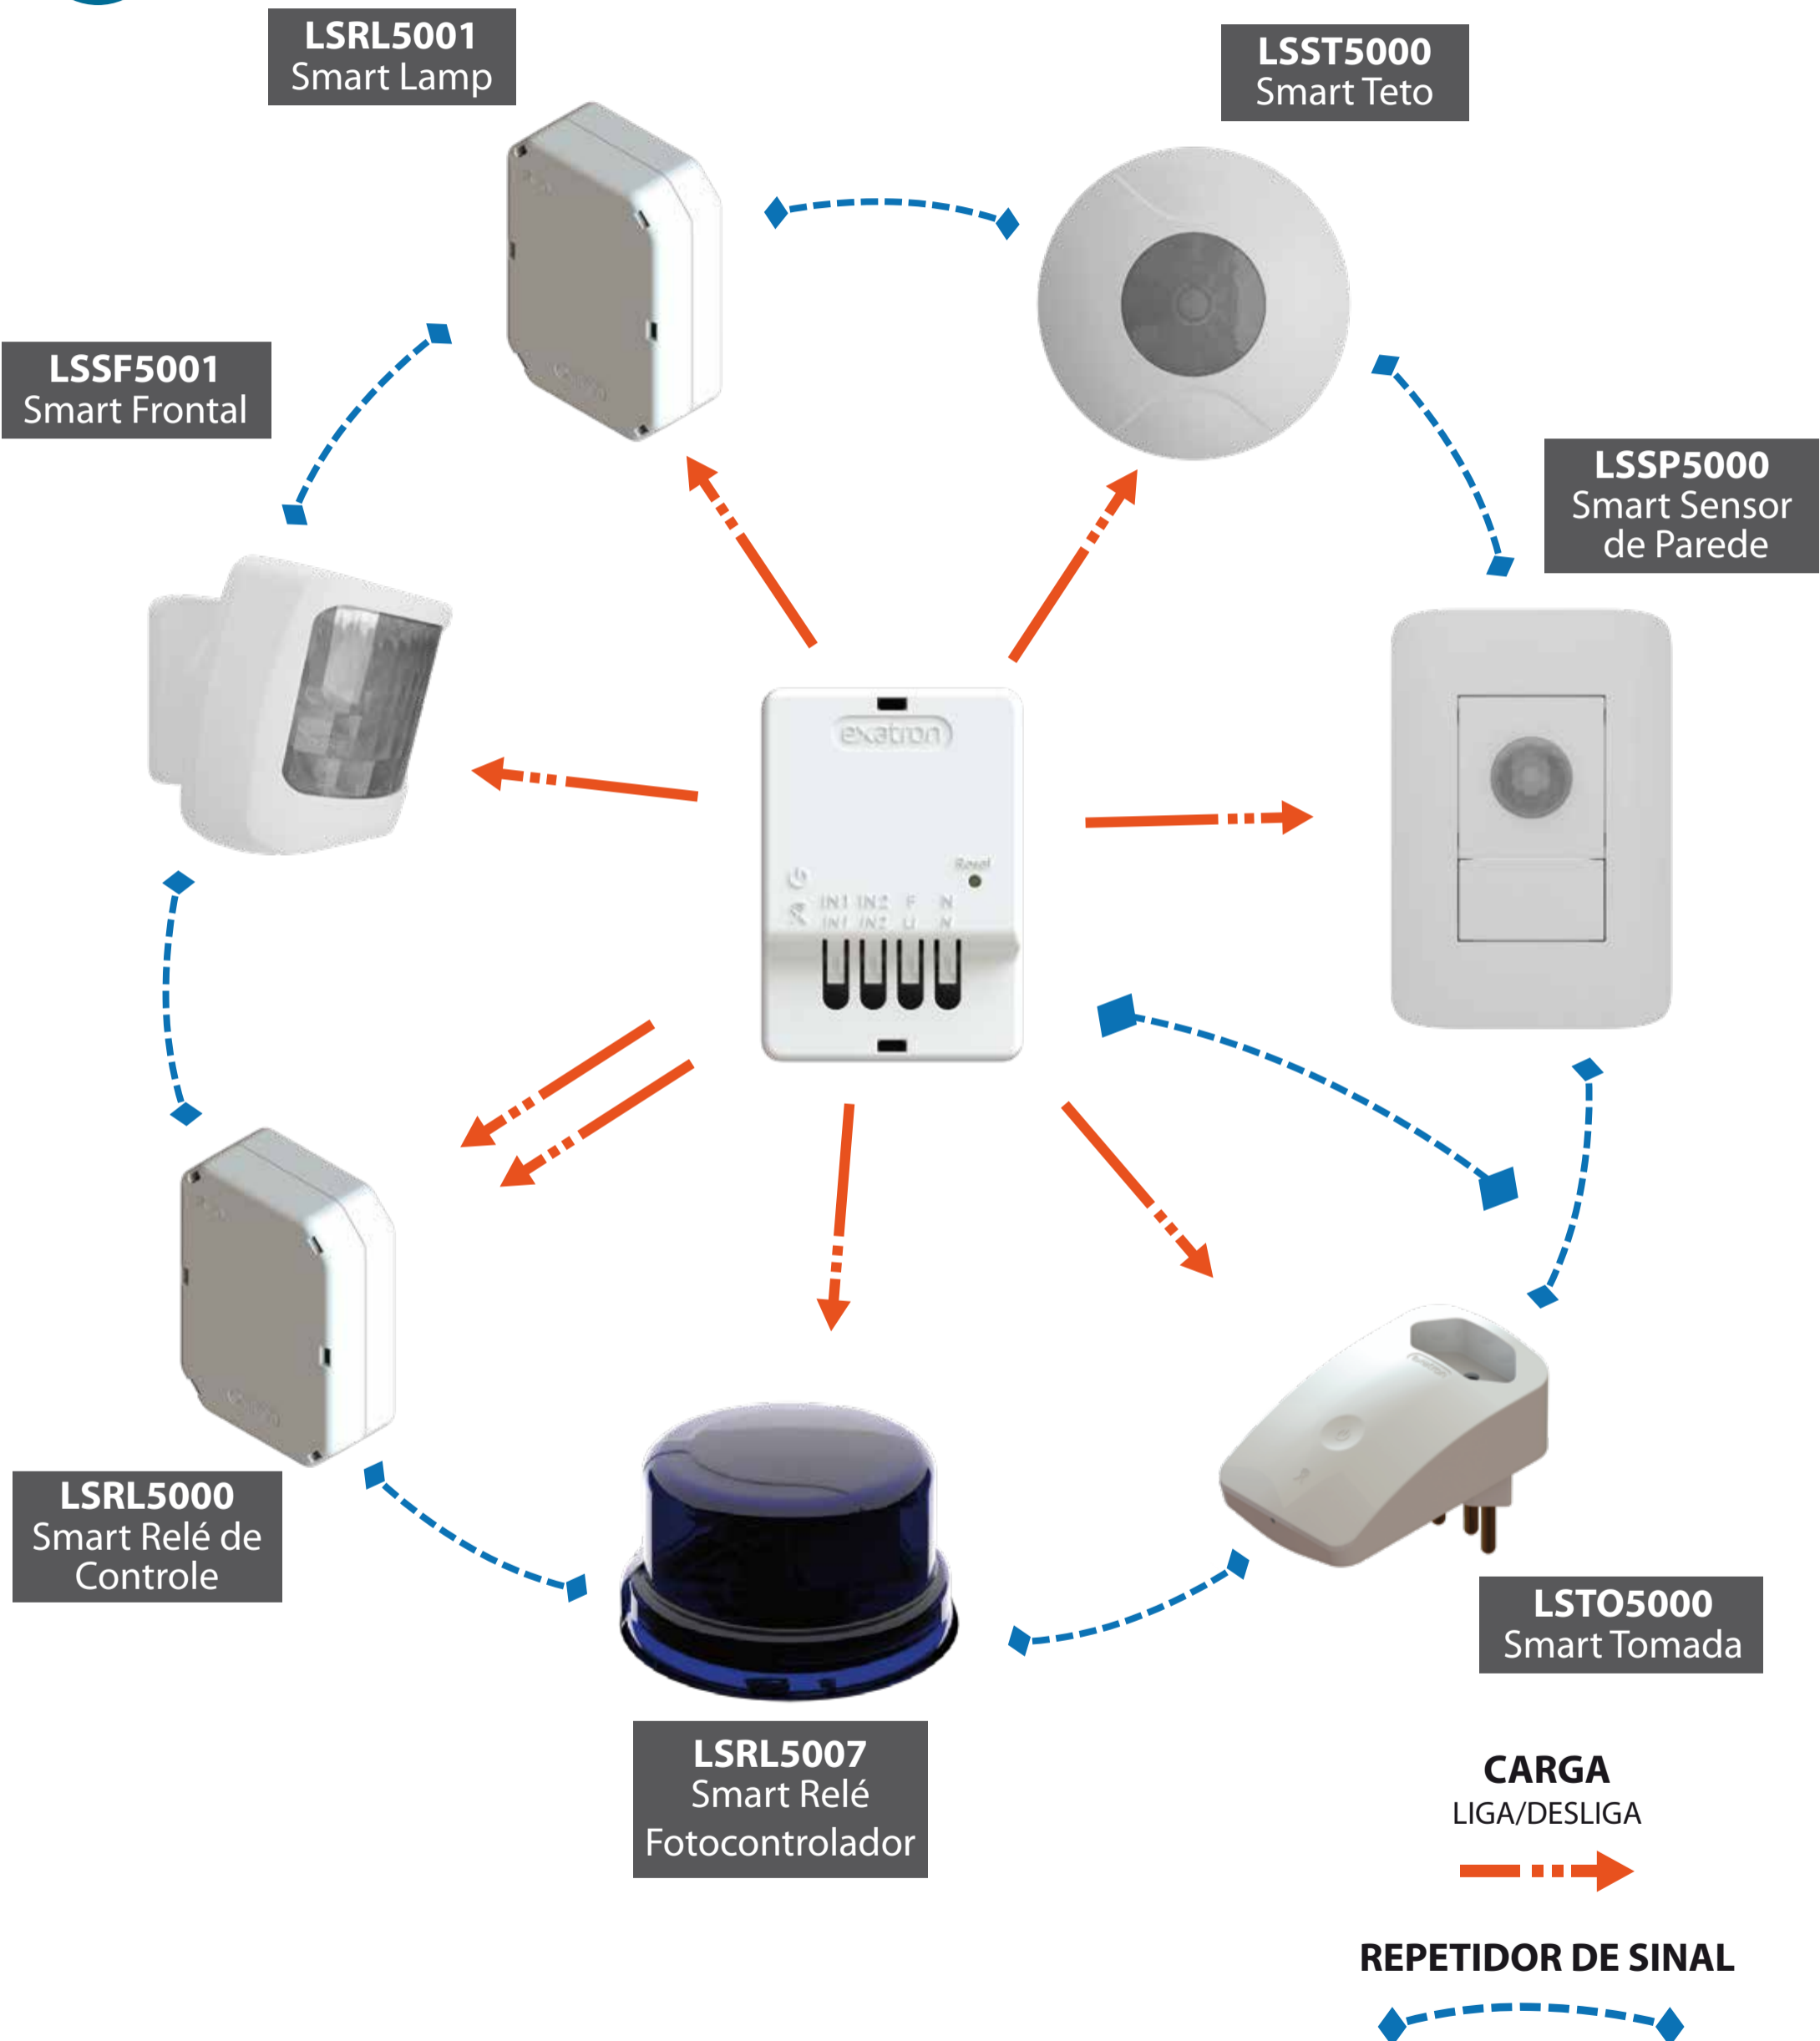 LSRL5001
Smart Lamp
LSST5000
Smart Teto
LSSF5001
Smart Frontal
LSSP5000
Smart Sensor
de Parede
exatron
Reset
IN1 IN2 F N
IN1 IN2 N
LSRL5000
Smart Relé de
Controle
LSTO5000
Smart Tomada
LSRL5007
Smart Relé
Fotocontrolador
CARGA
LIGA/DESLIGA
REPETIDOR DE SINAL